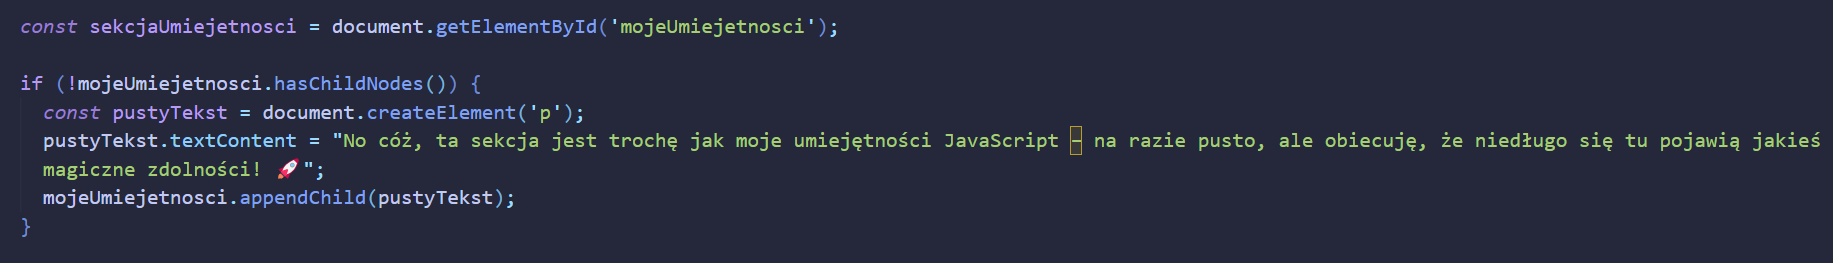 const sekcjaUmiejetnosci = document.getElementById('mojeUmiejetnosci');
if (!mojeUmiejetnosci.hasChildNodes()) {
const pustyTekst = document.createElement('p');
pustyTekst.textContent = "No cóż, ta sekcja jest trochę jak moje umiejętności JavaScript – na razie pusto, ale obiecuję, że niedługo się tu pojawią jakieś
magiczne zdolności! 🚀";
mojeUmiejetnosci.appendChild(pustyTekst);
}